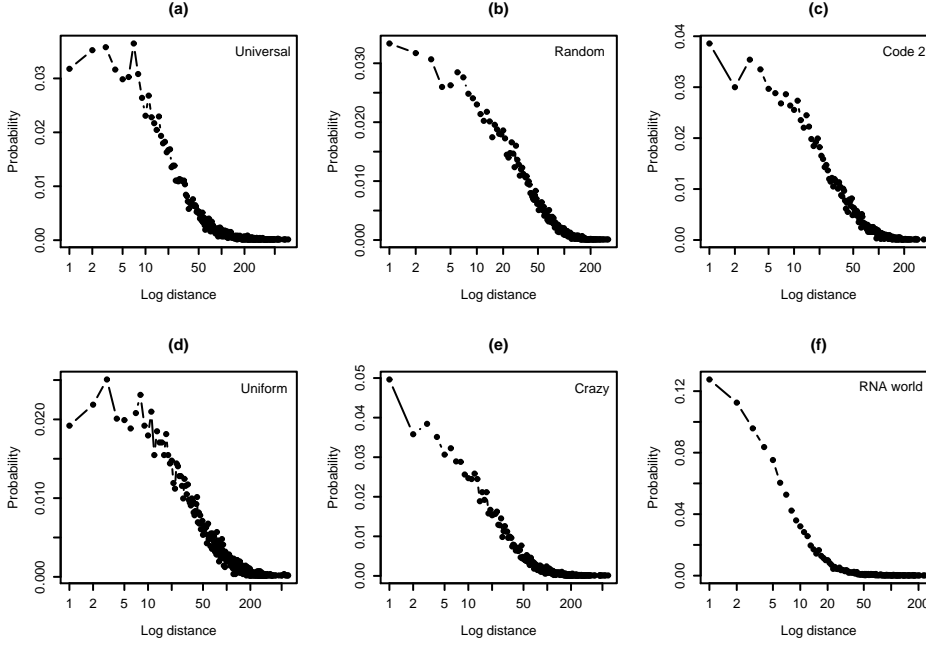 (a)
Universal
Probability
0.00 0.01 0.02 0.03
1 2 5 10 50 200
Log distance
(b)
Random
Probability
0.00 0.01 0.02 0.03
1 2 5 10 20 50 200
Log distance
(c)
Code 2
Probability
0.00 0.01 0.02 0.03 0.04
1 2 5 10 50 200
Log distance
(d)
Uniform
Probability
0.000 0.010 0.020
1 2 5 10 50 200
Log distance
(e)
Crazy
Probability
0.00 0.01 0.02 0.03 0.04 0.05
1 2 5 10 50 200
Log distance
(f)
RNA world
Probability
0.00 0.04 0.08 0.12
1 2 5 10 20 50 200
Log distance